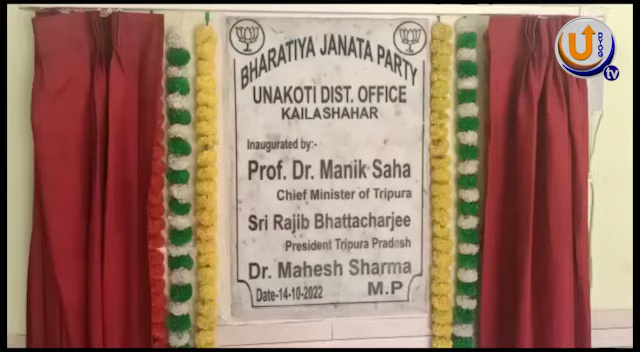 BHARATIYA JANATA PARTY
UNAKOTI DIST. OFFICE
KAILASHAHAR
Inaugurated by:-
Prof. Dr. Manik Saha
Chief Minister of Tripura
Sri Rajib Bhattacharjee
President Tripura Pradesh
Dr. Mahesh Sharma
M.P
Date-14-10-2022
U
tv